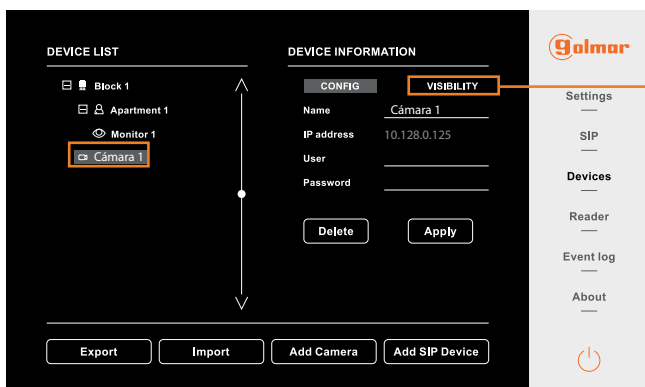 DEVICE LIST
Block 1
Apartment 1
Monitor 1
Cámara 1
DEVICE INFORMATION
CONFIG VISIBILITY
Name Cámara 1
IP address 10.128.0.125
User
Password
Delete Apply
Export Import Add Camera Add SIP Device
golmar
Settings
SIP
Devices
Reader
Event log
About